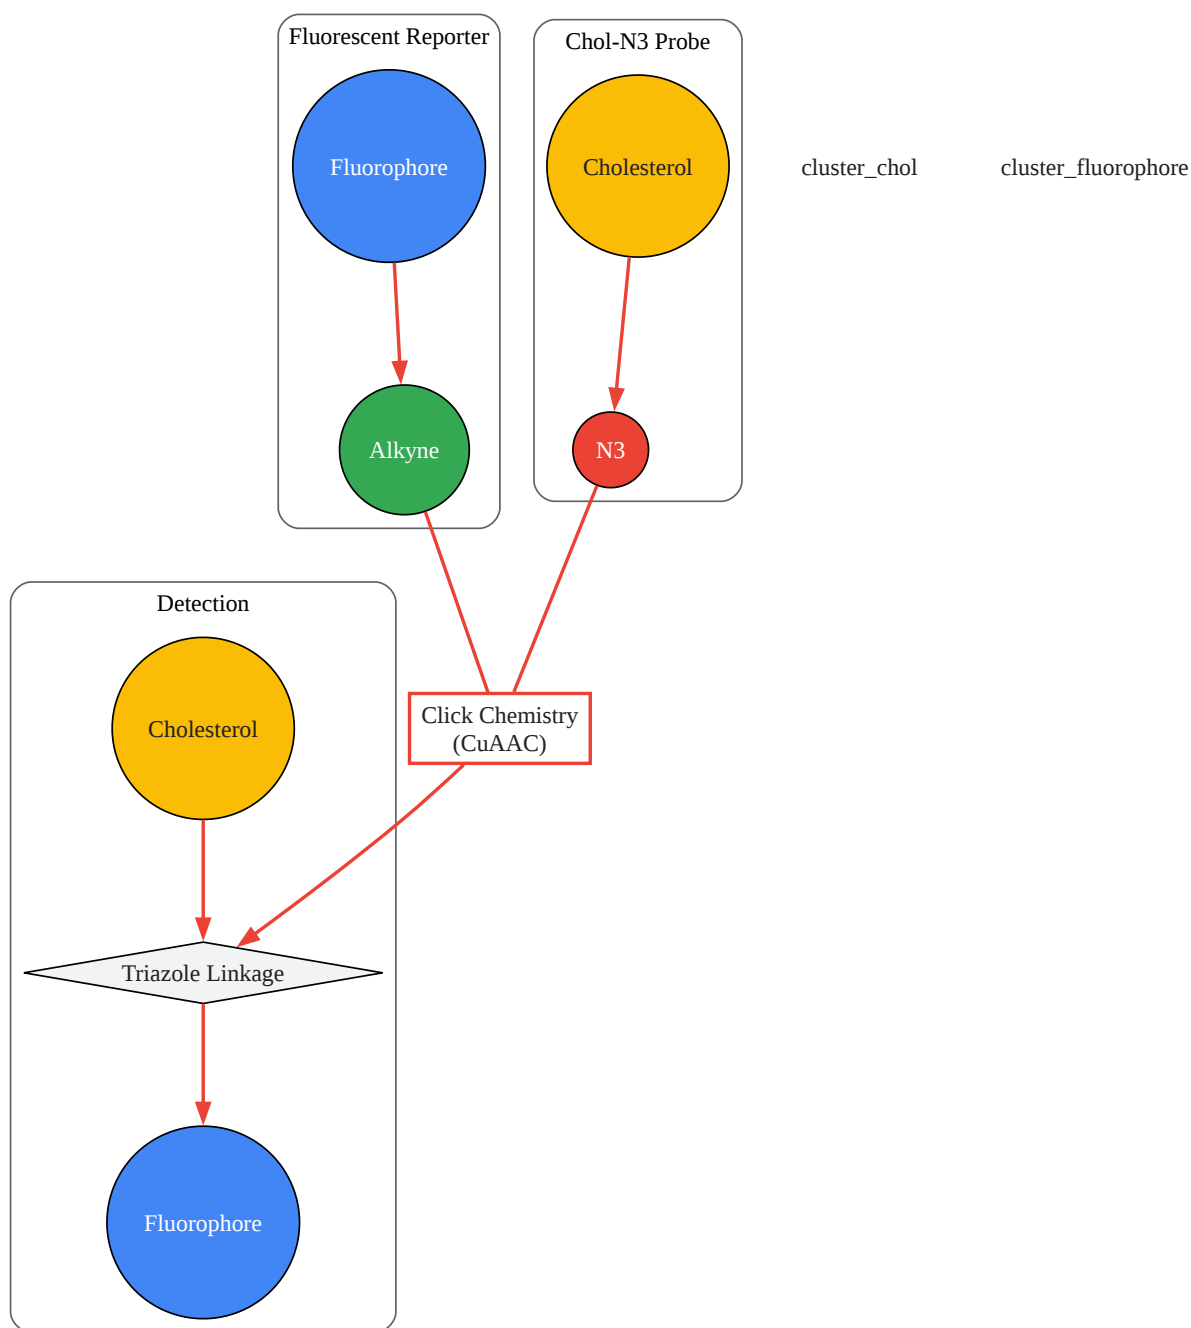 Fluorescent Reporter
Chol-N3 Probe
Fluorophore
Cholesterol
cluster_chol
cluster_fluorophore
Alkyne
N3
Detection
Cholesterol
Click Chemistry
(CuAAC)
Triazole Linkage
Fluorophore